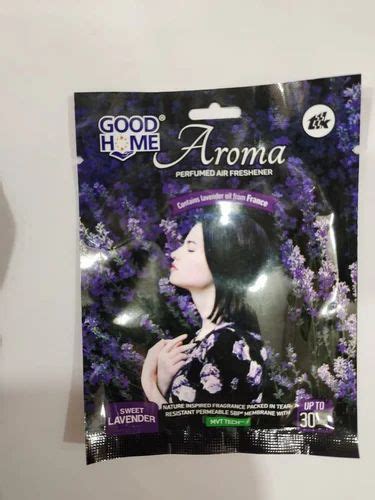 GOOD
HOME®
ttk
Aroma
PERFUMED AIR FRESHENER
Contains lavender oil from France
SWEET
LAVENDER
NATURE INSPIRED FRAGRANCE PACKED IN TEAR-
RESISTANT PERMEABLE SBP MEMBRANE WITH
MVT TECH
UP TO
30